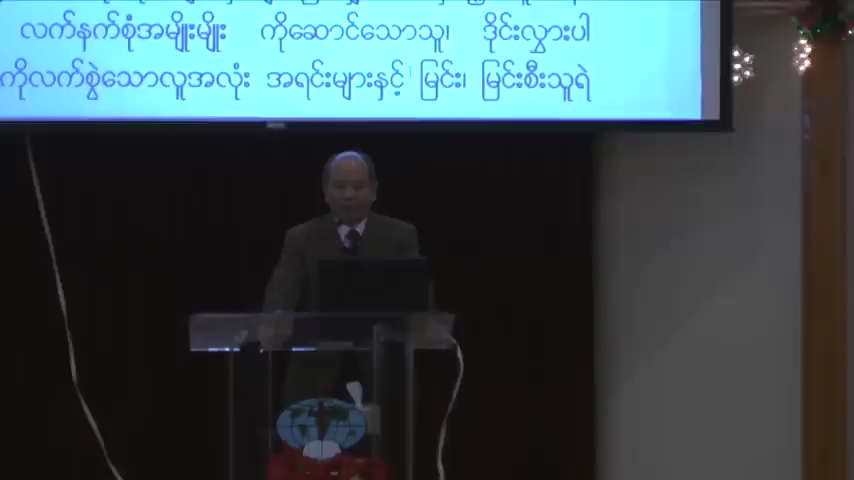 လက်နက်စုံအမျိုးမျိုး ကိုဆောင်သောသူ၊ ဒိုင်းလွှားပါ
ကိုလက်စွဲသောလူအလုံး အရင်းများနှင့် မြင်း၊ မြင်းစီးသူရဲ